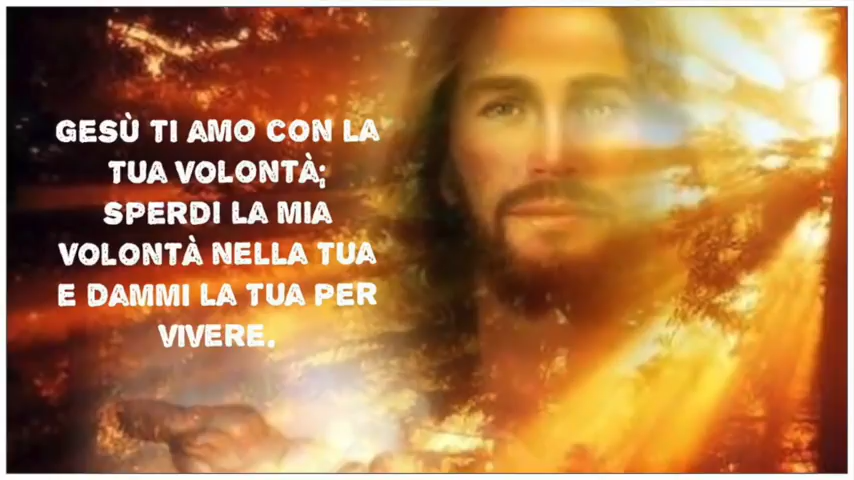 GESÙ TI AMO CON LA
TUA VOLONTÀ;
SPERDI LA MIA
VOLONTÀ NELLA TUA
E DAMMI LA TUA PER
VIVERE.